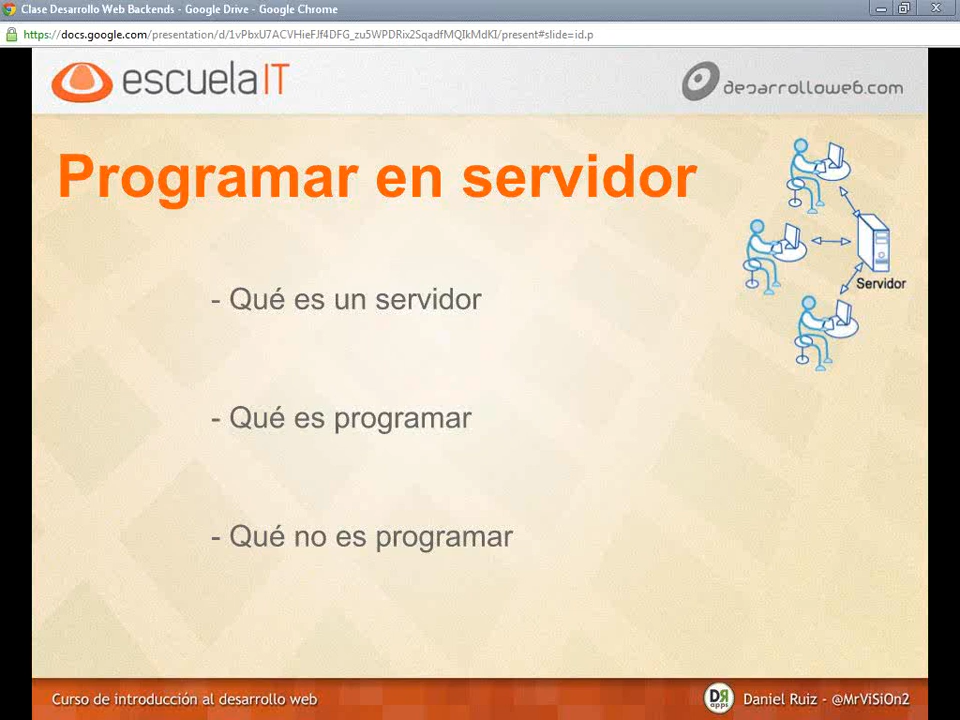 Clase Desarrollo Web Backends - Google Drive - Google Chrome
https://docs.google.com/presentation/d/1vPbxU7ACVHieFJf4DFG_zu5WPDRix2SqadfMQIkMdKI/present#slide=id.p
escuelaIT
desarrolloweb.com
Programar en servidor
Servidor
- Qué es un servidor
- Qué es programar
- Qué no es programar
Curso de introducción al desarrollo web
DR apps
Daniel Ruiz - @MrViSiOn2